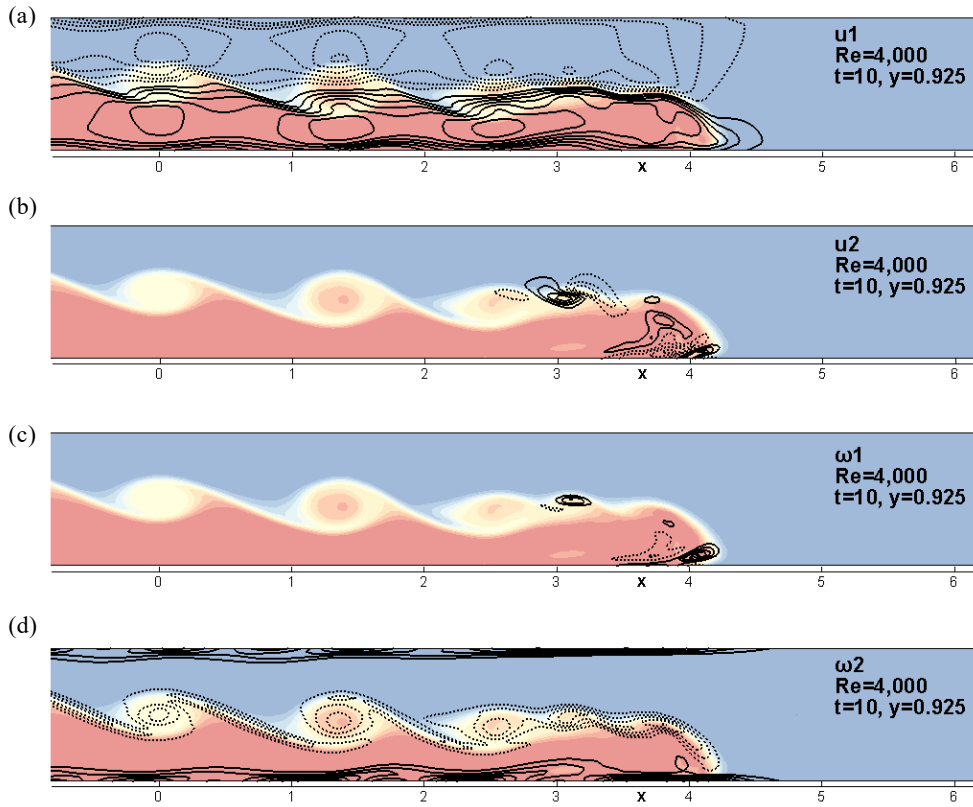 (a)
u1
Re=4,000
t=10, y=0.925
0 1 2 3 x 4 5 6
(b)
u2
Re=4,000
t=10, y=0.925
0 1 2 3 x 4 5 6
(c)
ω1
Re=4,000
t=10, y=0.925
0 1 2 3 x 4 5 6
(d)
ω2
Re=4,000
t=10, y=0.925
0 1 2 3 x 4 5 6